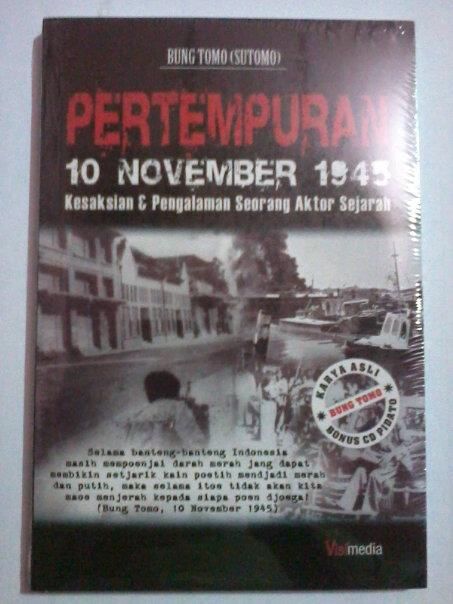 BUNG TOMO (SUTOMO)
PERTEMPURAN
10 NOVEMBER 1945
Kesaksian & Pengalaman Seorang Aktor Sejarah
KARYA ASLI
BUNG TOMO
BONUS CD PIDATO
Selama banteng-banteng Indonesia
masih mempoenjai darah merah jang dapat
membikin setjarik kain poetih mendjadi merah
dan putih, maka selama itoe tidak akan kita
maoe menjerah kepada siapa poen djoega!
(Bung Tomo, 10 November 1945)
Visimedia